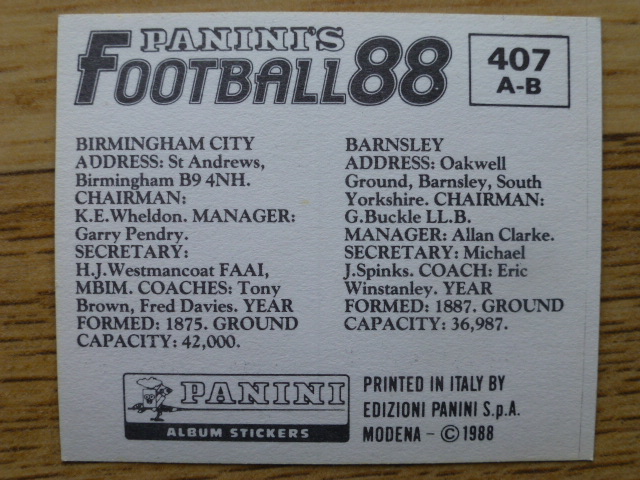 PANINI'S
FOOTBALL 88
407
A-B
BIRMINGHAM CITY
ADDRESS: St Andrews,
Birmingham B9 4NH.
CHAIRMAN:
K.E.Wheldon. MANAGER:
Garry Pendry.
SECRETARY:
H.J.Westmancoat FAAI,
MBIM. COACHES: Tony
Brown, Fred Davies. YEAR
FORMED: 1875. GROUND
CAPACITY: 42,000.
BARNSLEY
ADDRESS: Oakwell
Ground, Barnsley, South
Yorkshire. CHAIRMAN:
G.Buckle LL.B.
MANAGER: Allan Clarke.
SECRETARY: Michael
J.Spinks. COACH: Eric
Winstanley. YEAR
FORMED: 1887. GROUND
CAPACITY: 36,987.
PANINI
ALBUM STICKERS
PRINTED IN ITALY BY
EDIZIONI PANINI S.p.A.
MODENA - © 1988